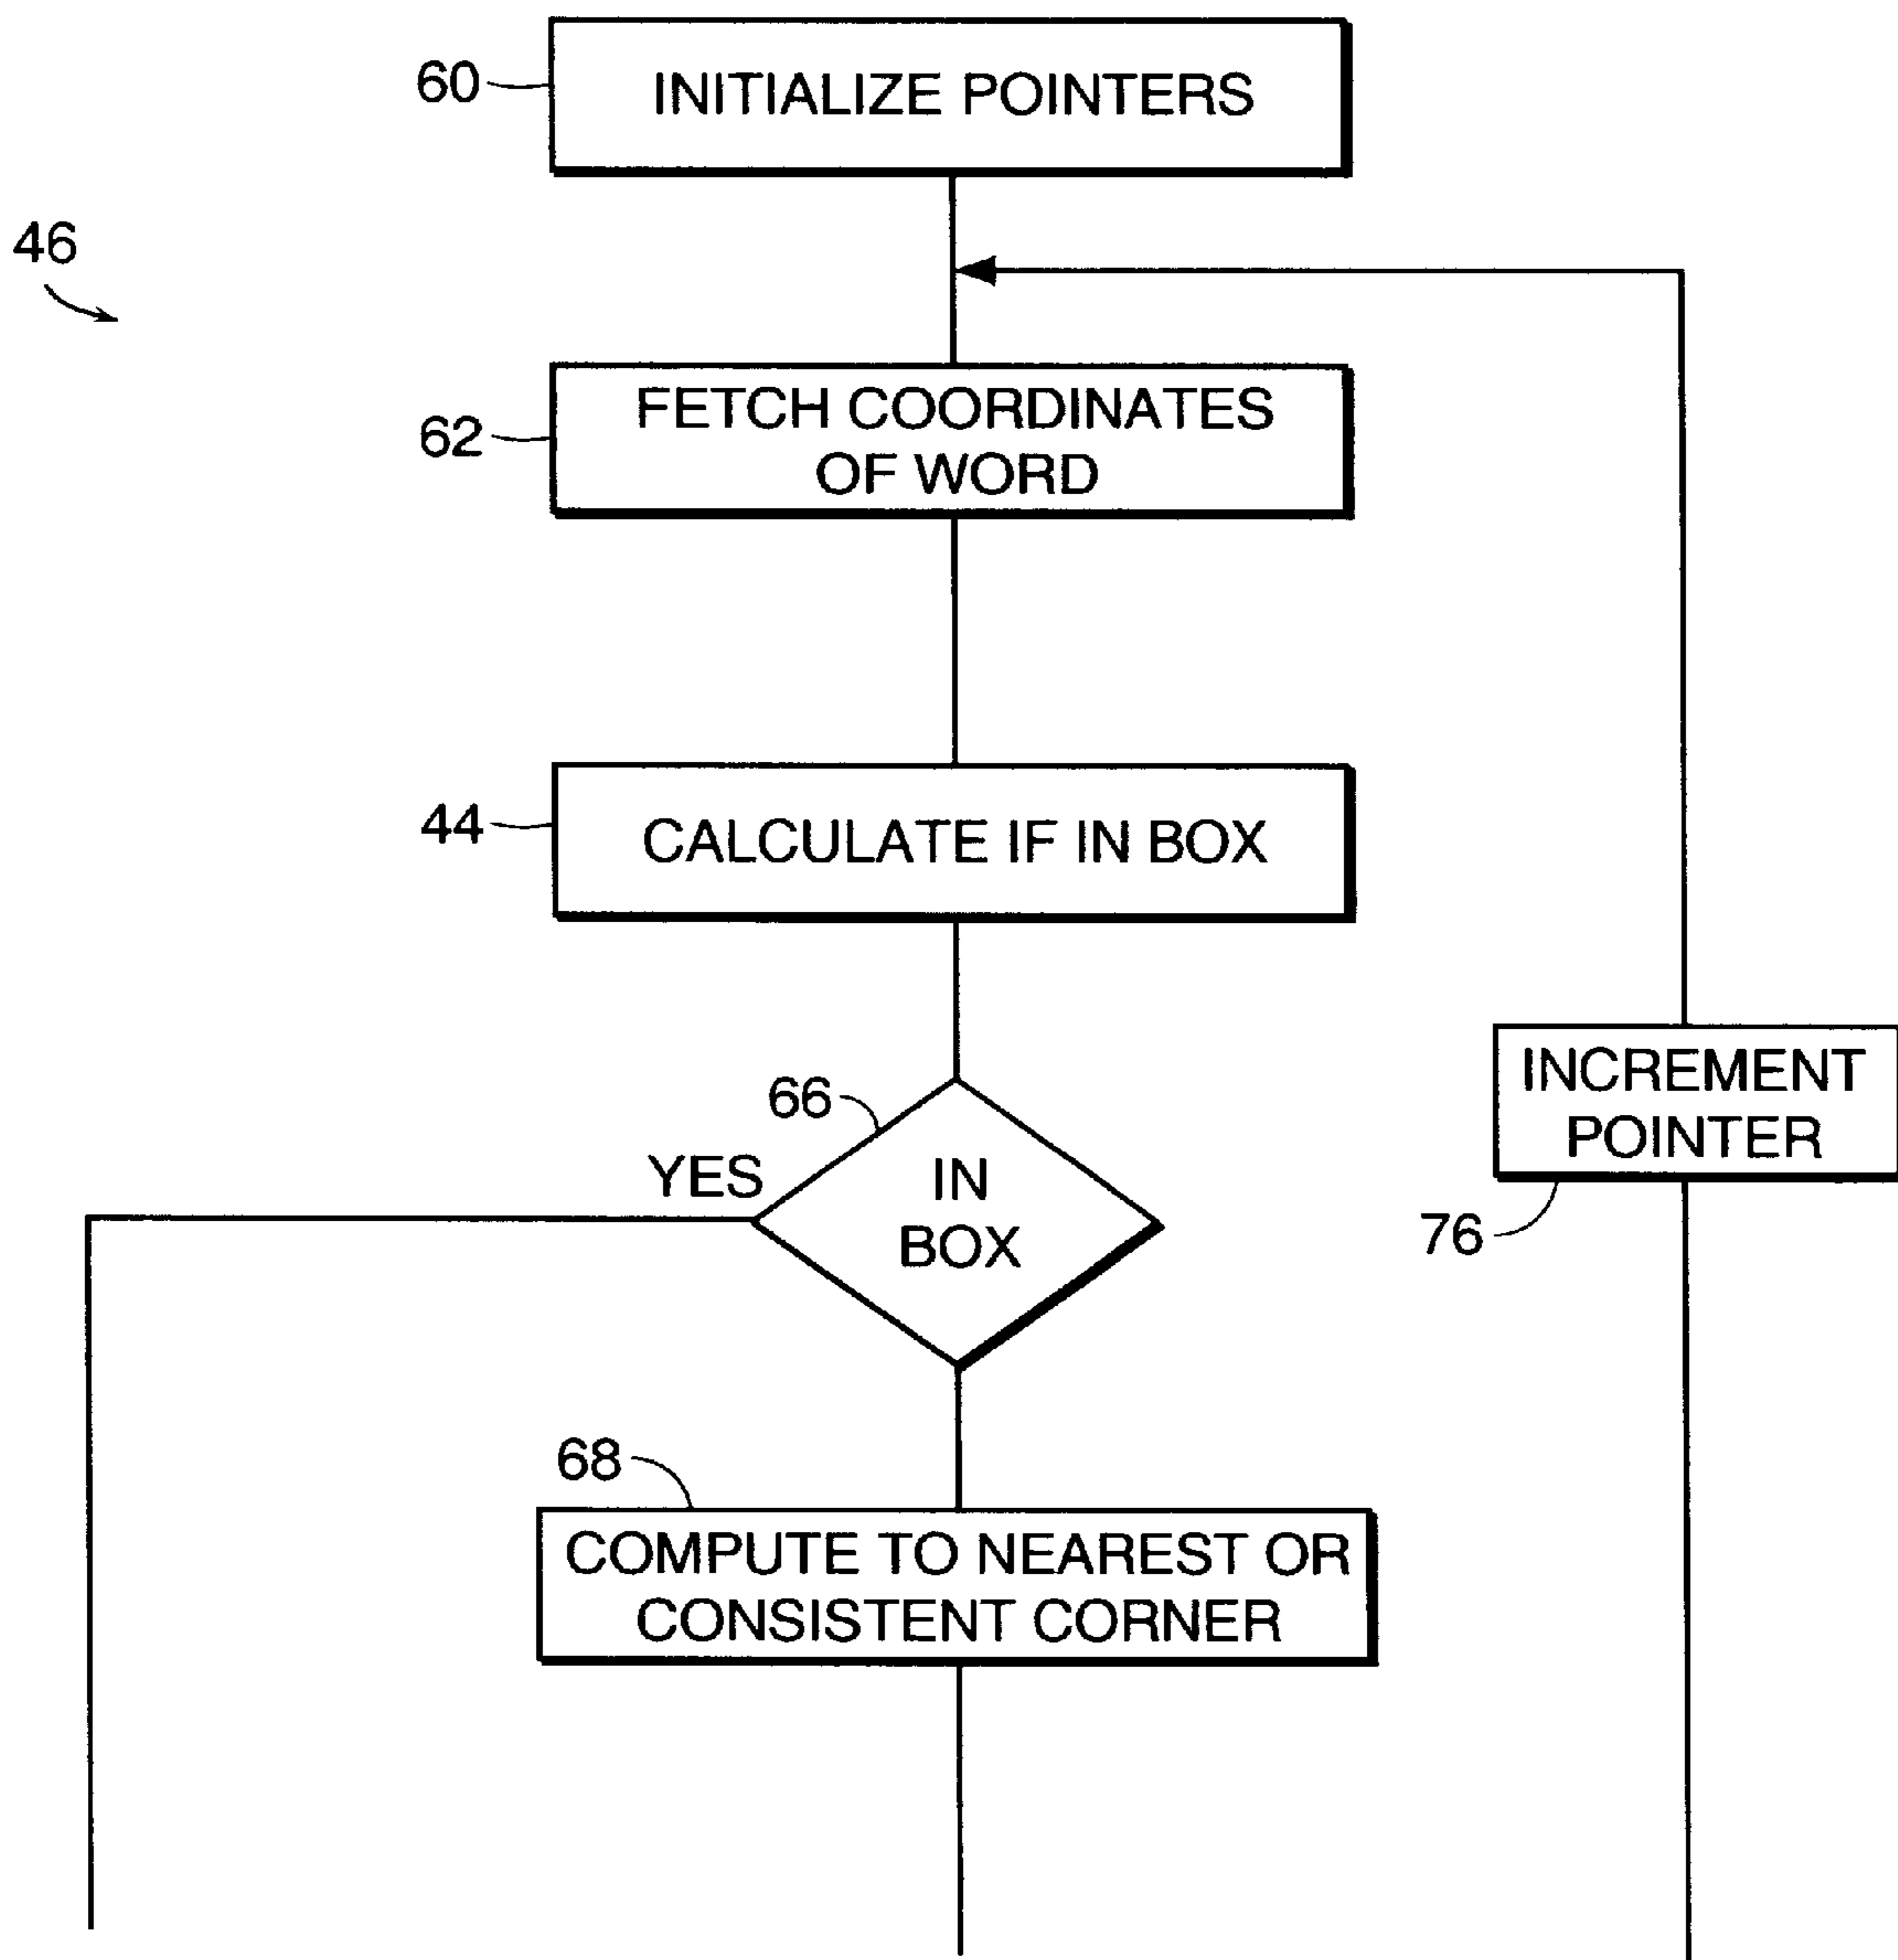 60
INITIALIZE POINTERS
46
62
FETCH COORDINATES
OF WORD
44
CALCULATE IF IN BOX
66
YES
IN
BOX
INCREMENT
POINTER
76
68
COMPUTE TO NEAREST OR
CONSISTENT CORNER